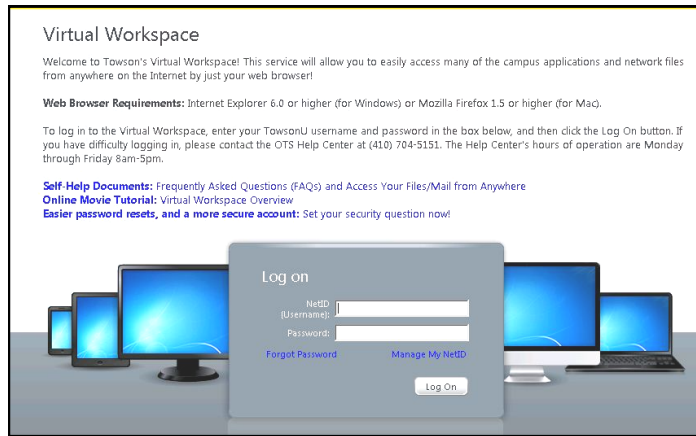 Virtual Workspace
Welcome to Towson's Virtual Workspace! This service will allow you to easily access many of the campus applications and network files
from anywhere on the Internet by just your web browser!
Web Browser Requirements: Internet Explorer 6.0 or higher (for Windows) or Mozilla Firefox 1.5 or higher (for Mac).
To log in to the Virtual Workspace, enter your TowsonU username and password in the box below, and then click the Log On button. If
you have difficulty logging in, please contact the OTS Help Center at (410) 704-5151. The Help Center's hours of operation are Monday
through Friday 8am-5pm.
Self-Help Documents: Frequently Asked Questions (FAQs) and Access Your Files/Mail from Anywhere
Online Movie Tutorial: Virtual Workspace Overview
Easier password resets, and a more secure account: Set your security question now!
Log on
NetID
(Username):
Password:
Forgot Password Manage My NetID
Log On